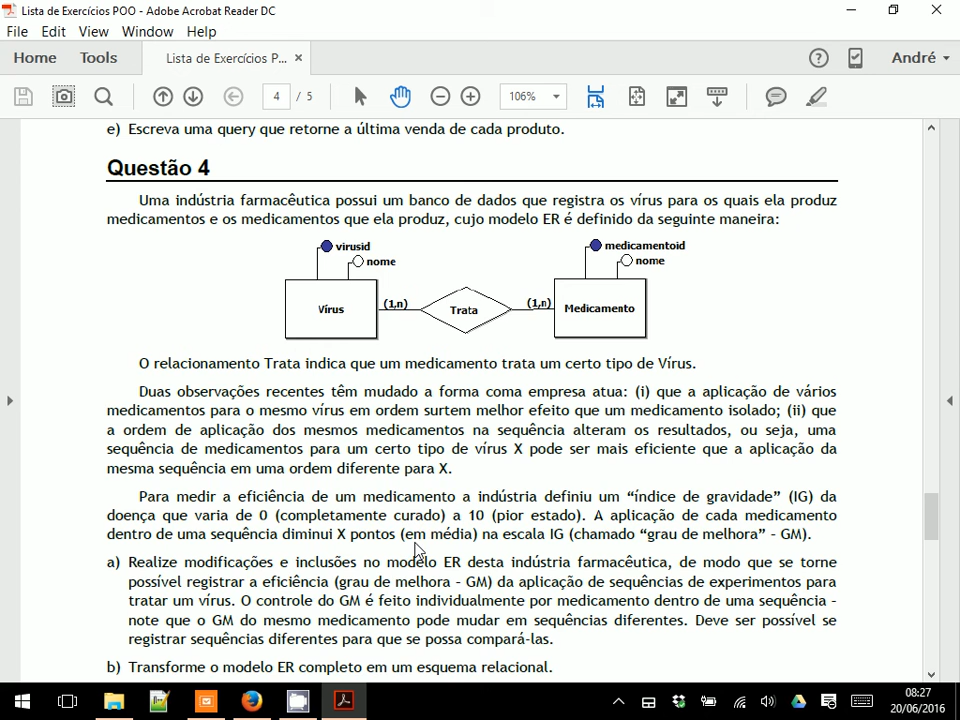 Lista de Exercícios POO - Adobe Acrobat Reader DC
File Edit View Window Help
Home Tools Lista de Exercícios P... × André
4 / 5 106%
e) Escreva uma query que retorne a última venda de cada produto.
Questão 4
Uma indústria farmacêutica possui um banco de dados que registra os vírus para os quais ela produz
medicamentos e os medicamentos que ela produz, cujo modelo ER é definido da seguinte maneira:
virusid medicamentoid
nome nome
Vírus (1,n) Trata (1,n) Medicamento
O relacionamento Trata indica que um medicamento trata um certo tipo de Vírus.
Duas observações recentes têm mudado a forma coma empresa atua: (i) que a aplicação de vários
medicamentos para o mesmo vírus em ordem surtem melhor efeito que um medicamento isolado; (ii) que
a ordem de aplicação dos mesmos medicamentos na sequência alteram os resultados, ou seja, uma
sequência de medicamentos para um certo tipo de vírus X pode ser mais eficiente que a aplicação da
mesma sequência em uma ordem diferente para X.
Para medir a eficiência de um medicamento a indústria definiu um “índice de gravidade” (IG) da
doença que varia de 0 (completamente curado) a 10 (pior estado). A aplicação de cada medicamento
dentro de uma sequência diminui X pontos (em média) na escala IG (chamado “grau de melhora” - GM).
a) Realize modificações e inclusões no modelo ER desta indústria farmacêutica, de modo que se torne
possível registrar a eficiência (grau de melhora - GM) da aplicação de sequências de experimentos para
tratar um vírus. O controle do GM é feito individualmente por medicamento dentro de uma sequência -
note que o GM do mesmo medicamento pode mudar em sequências diferentes. Deve ser possível se
registrar sequências diferentes para que se possa compará-las.
b) Transforme o modelo ER completo em um esquema relacional.
08:27
20/06/2016